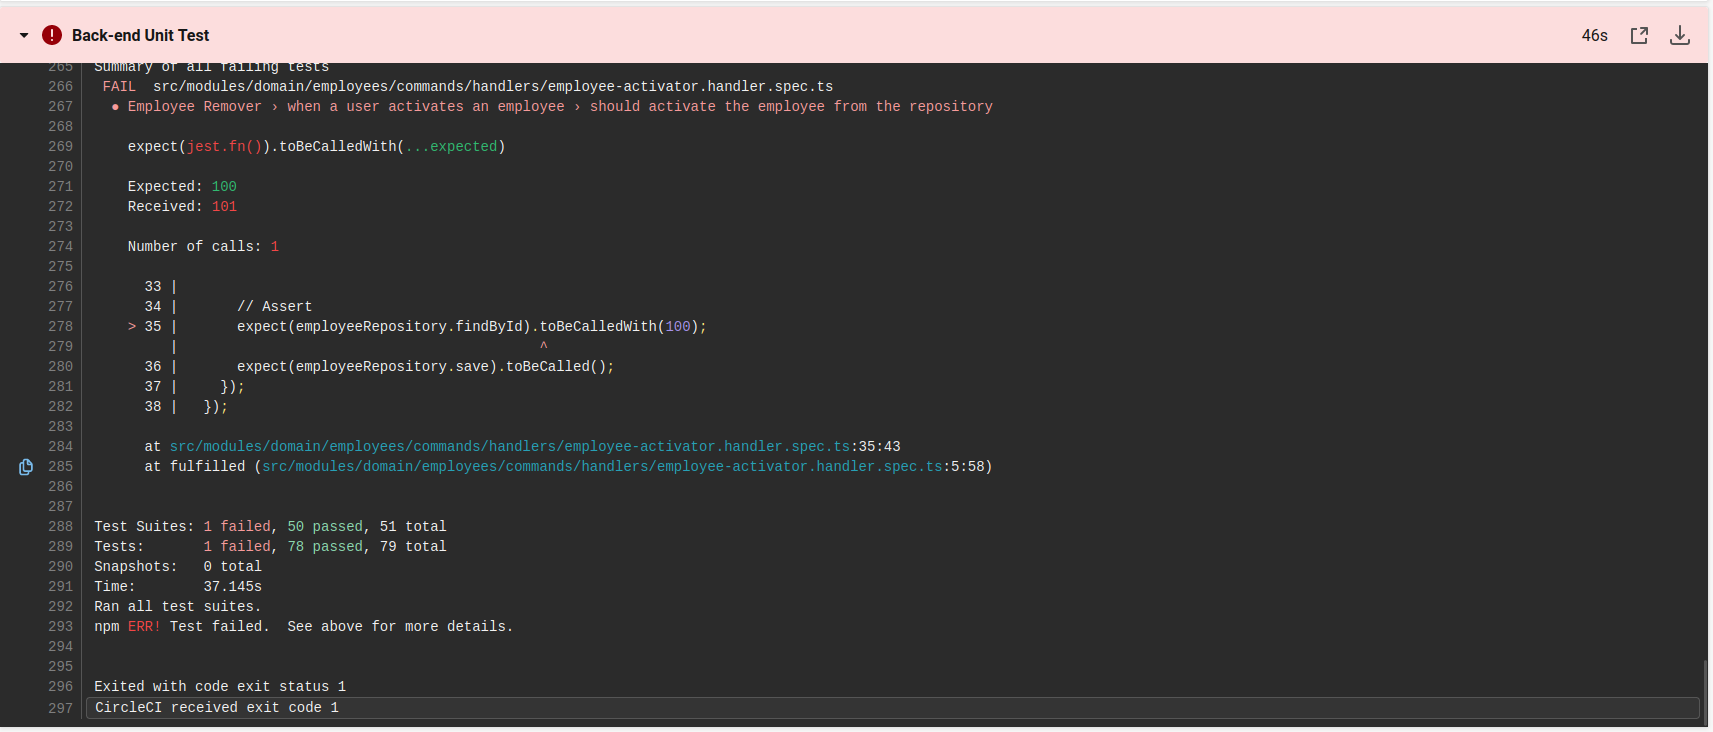 Back-end Unit Test 46s
265 Summary of all failing tests
266 FAIL src/modules/domain/employees/commands/handlers/employee-activator.handler.spec.ts
267 ● Employee Remover › when a user activates an employee › should activate the employee from the repository
268
269 expect(jest.fn()).toBeCalledWith(...expected)
270
271 Expected: 100
272 Received: 101
273
274 Number of calls: 1
275
276 33 |
277 34 | // Assert
278 > 35 | expect(employeeRepository.findById).toBeCalledWith(100);
279 | ^
280 36 | expect(employeeRepository.save).toBeCalled();
281 37 | });
282 38 | });
283
284 at src/modules/domain/employees/commands/handlers/employee-activator.handler.spec.ts:35:43
285 at fulfilled (src/modules/domain/employees/commands/handlers/employee-activator.handler.spec.ts:5:58)
286
287
288 Test Suites: 1 failed, 50 passed, 51 total
289 Tests: 1 failed, 78 passed, 79 total
290 Snapshots: 0 total
291 Time: 37.145s
292 Ran all test suites.
293 npm ERR! Test failed. See above for more details.
294
295
296 Exited with code exit status 1
297 CircleCI received exit code 1